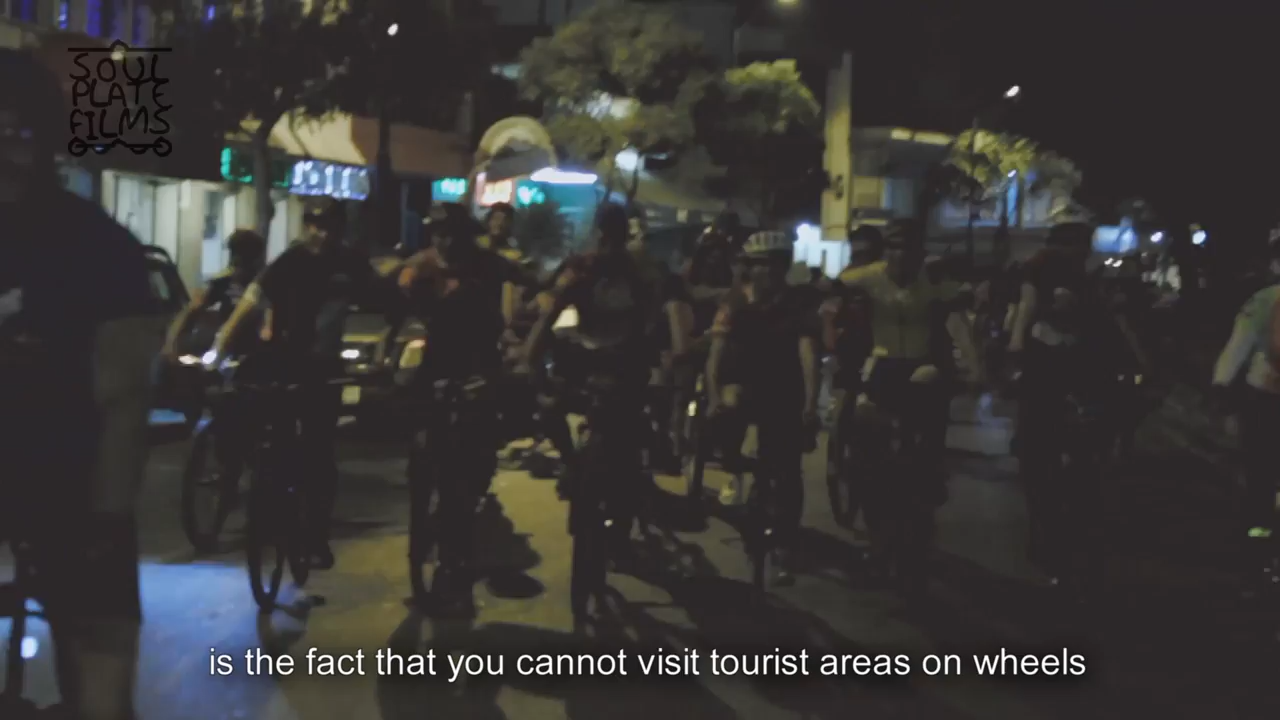 SOUL
PLATE
FILMS
is the fact that you cannot visit tourist areas on wheels